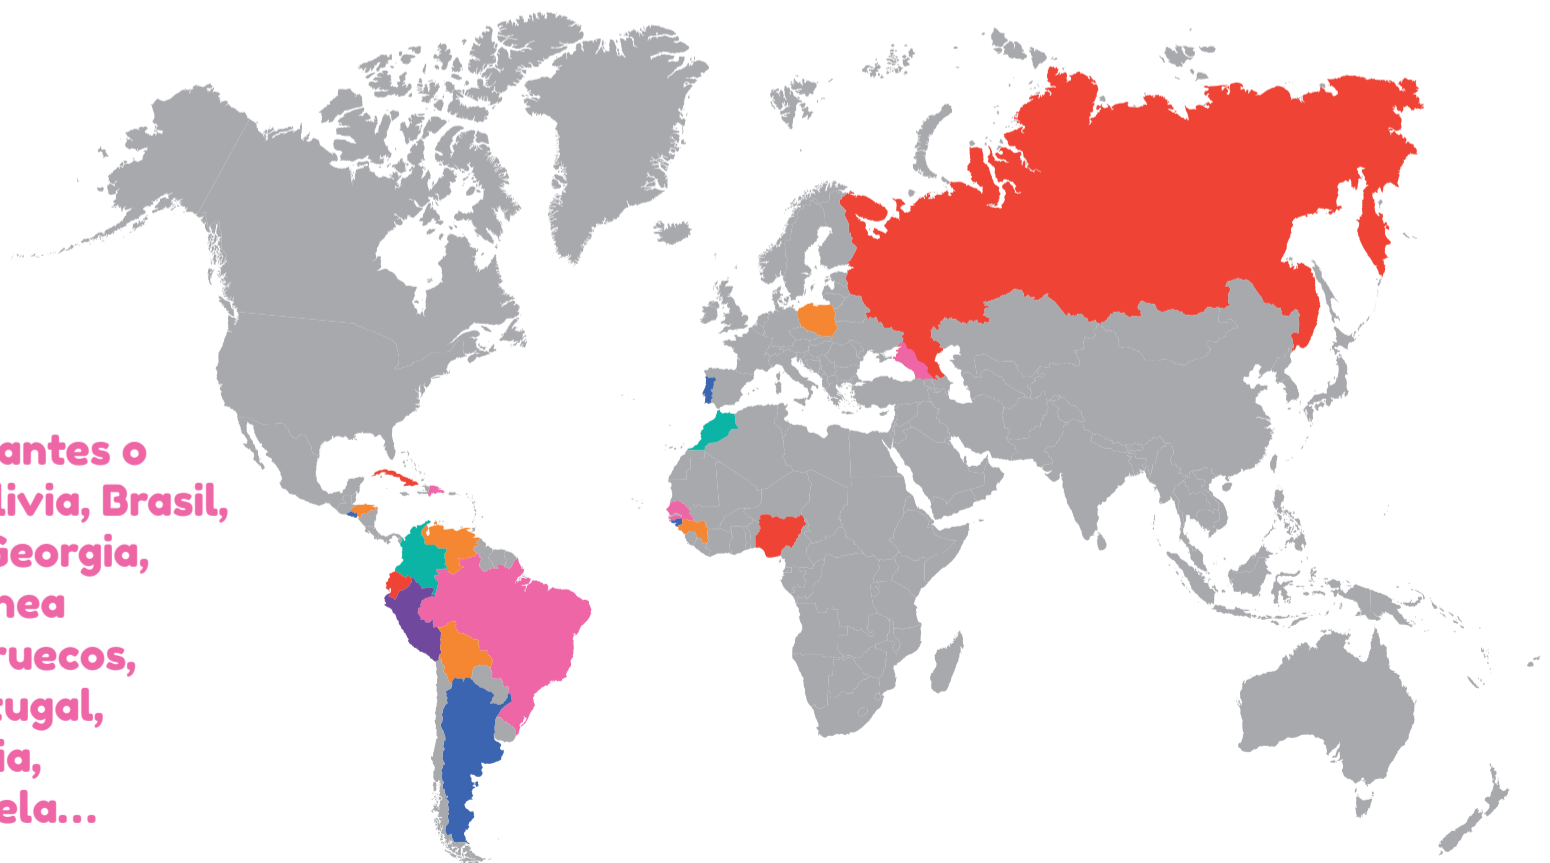 antes o
livia, Brasil,
Georgia,
nea
ruecos,
tugal,
ia,
ela...